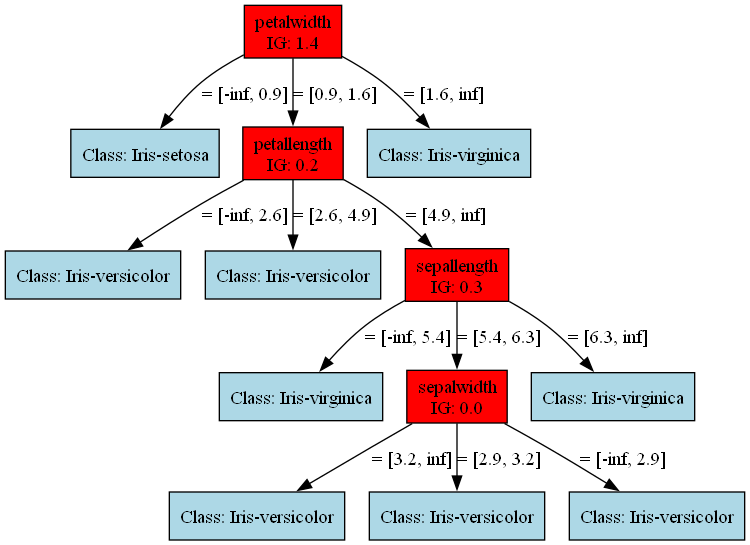 petalwidth
IG: 1.4
= [-inf, 0.9]
= [0.9, 1.6]
= [1.6, inf]
Class: Iris-setosa
petallength
IG: 0.2
Class: Iris-virginica
= [-inf, 2.6]
= [2.6, 4.9]
= [4.9, inf]
Class: Iris-versicolor
Class: Iris-versicolor
sepallength
IG: 0.3
= [-inf, 5.4]
= [5.4, 6.3]
= [6.3, inf]
Class: Iris-virginica
sepalwidth
IG: 0.0
Class: Iris-virginica
= [3.2, inf]
= [2.9, 3.2]
= [-inf, 2.9]
Class: Iris-versicolor
Class: Iris-versicolor
Class: Iris-versicolor